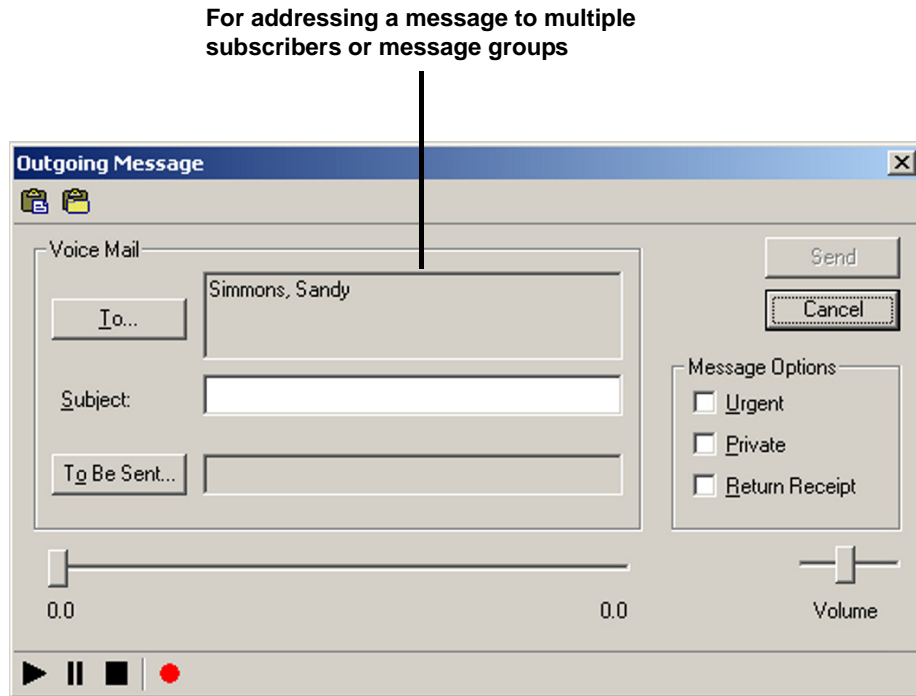 For addressing a message to multiple
subscribers or message groups
Outgoing Message
Voice Mail
To...
Simmons, Sandy
Subject:
To Be Sent...
Send
Cancel
Message Options
Urgent
Private
Return Receipt
0.0
0.0
Volume